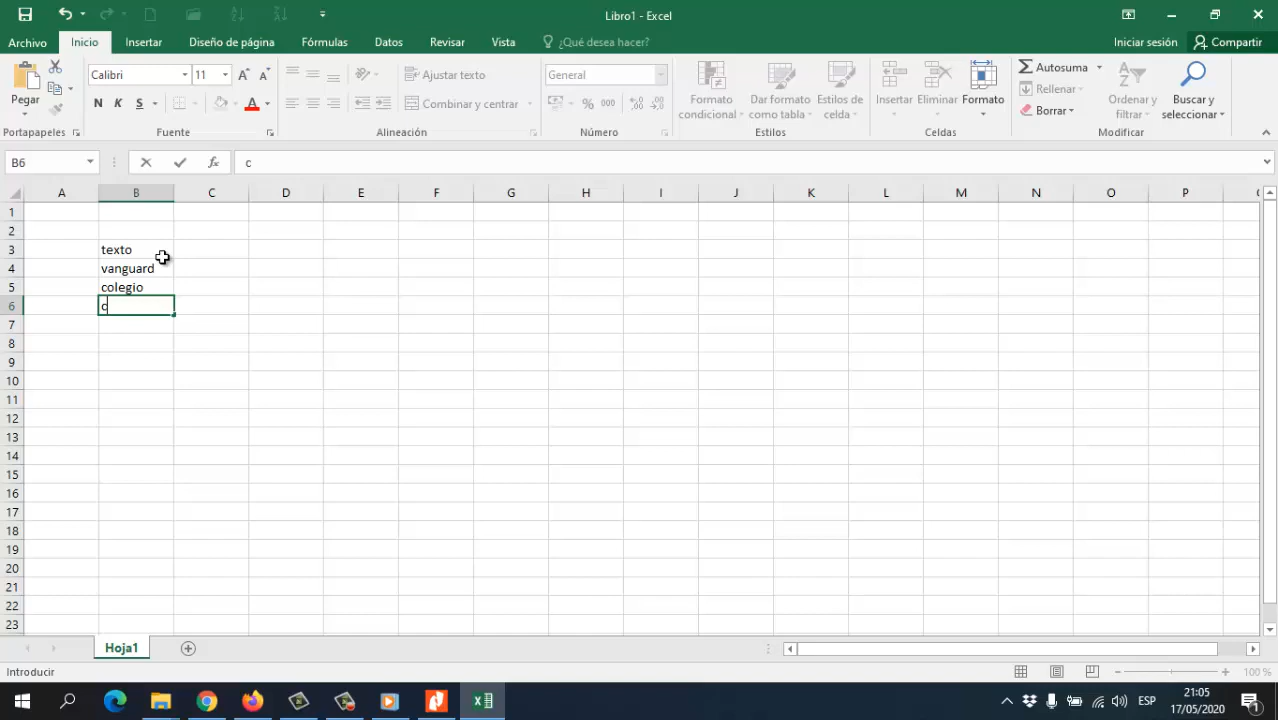 Libro1 - Excel
Archivo Inicio Insertar Diseño de página Fórmulas Datos Revisar Vista ¿Qué desea hacer? Iniciar sesión Compartir
Calibri 11 Ajustar texto General Autosuma
Pegar Formato condicional Dar formato como tabla Estilos de celda Insertar Eliminar Formato Rellenar Ordenar y filtrar Buscar y seleccionar
N K S Combinar y centrar % 000 Borrar
Portapapeles Fuente Alineación Número Estilos Celdas Modificar
B6 fx c
A B C D E F G H I J K L M N O P
1
2
3 texto
4 vanguard
5 colegio
6 c
7
8
9
10
11
12
13
14
15
16
17
18
19
20
21
22
23
Hoja1
Introducir 100 %
ESP 21:05
17/05/2020